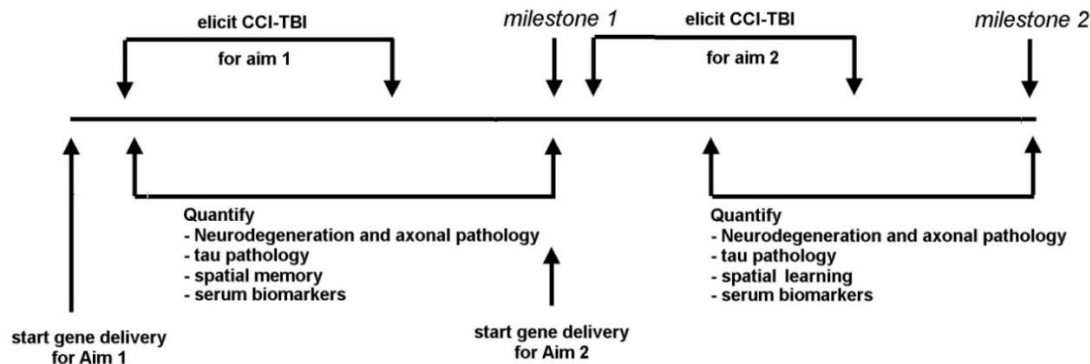 elicit CCI-TBI
for aim 1
milestone 1
elicit CCI-TBI
for aim 2
milestone 2
Quantify
- Neurodegeneration and axonal pathology
- tau pathology
- spatial memory
- serum biomarkers
Quantify
- Neurodegeneration and axonal pathology
- tau pathology
- spatial learning
- serum biomarkers
start gene delivery
for Aim 1
start gene delivery
for Aim 2